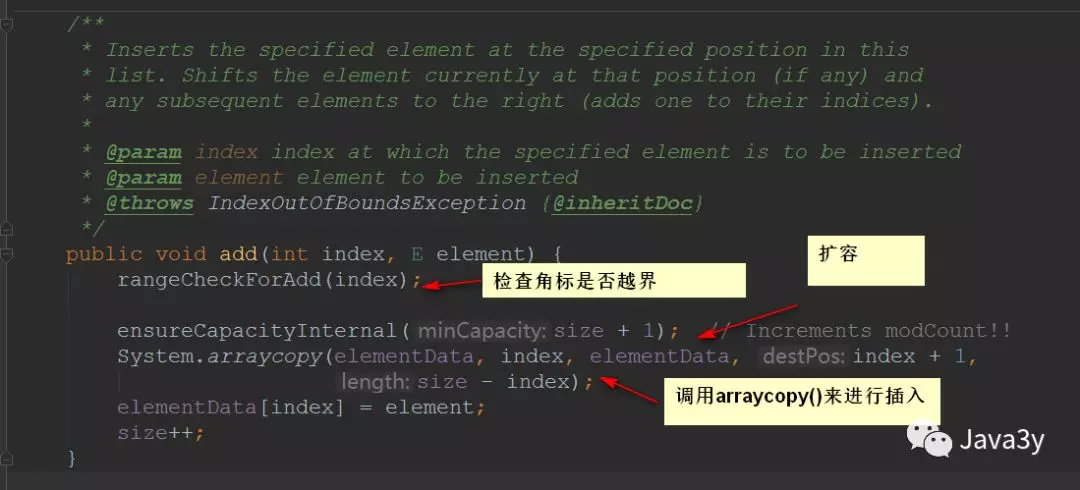 /**
* Inserts the specified element at the specified position in this
* list. Shifts the element currently at that position (if any) and
* any subsequent elements to the right (adds one to their indices).
*
* @param index index at which the specified element is to be inserted
* @param element element to be inserted
* @throws IndexOutOfBoundsException {@inheritDoc}
*/
public void add(int index, E element) {
扩容
rangeCheckForAdd(index);
检查角标是否越界
ensureCapacityInternal( minCapacity: size + 1);  // Increments modCount!!
System.arraycopy(elementData, index, elementData, destPos: index + 1,
length: size - index);
调用arraycopy()来进行插入
elementData[index] = element;
size++;
}
Java3y